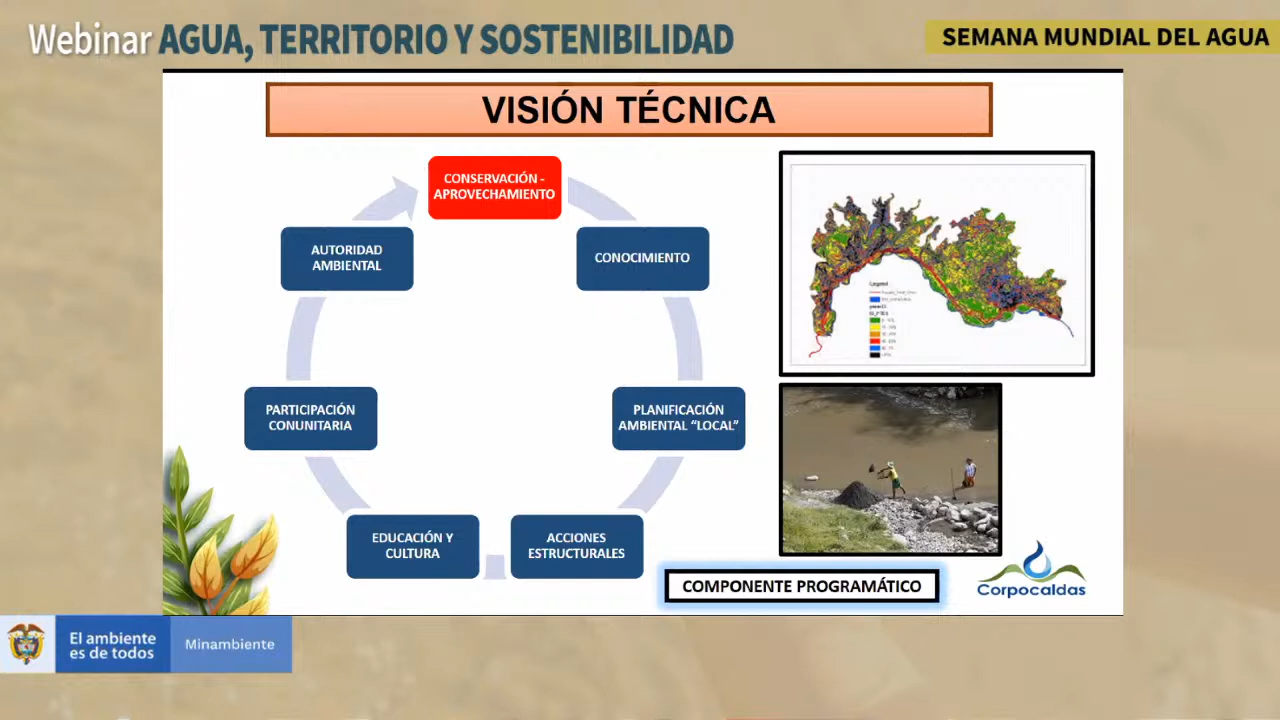 Webinar AGUA, TERRITORIO Y SOSTENIBILIDAD
SEMANA MUNDIAL DEL AGUA
VISIÓN TÉCNICA
CONSERVACIÓN -
APROVECHAMIENTO
CONOCIMIENTO
PLANIFICACIÓN
AMBIENTAL “LOCAL”
ACCIONES
ESTRUCTURALES
EDUCACIÓN Y
CULTURA
PARTICIPACIÓN
CONUNITARIA
AUTORIDAD
AMBIENTAL
Legend
COMPONENTE PROGRAMÁTICO
Corpocaldas
El ambiente
es de todos
Minambiente